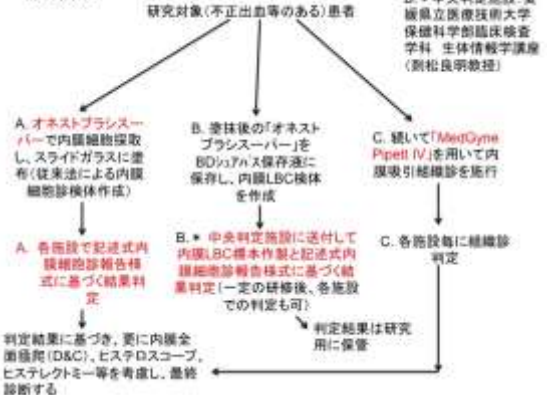 研究対象(不正出血等のある)患者
媛県立医療技術大学
保健科学部臨床検査
学科 生体情報学講座
(則松良明教授)
A. オネストブラシスー
パーで内膜細胞採取
し、スライドガラスに塗
布(従来法による内膜
細胞診検体作成)
B. 塗抹後の「オネスト
ブラシスーパー」を
BDシュアパス保存液に
保存し、内膜LBC検体
を作成
C. 続いて「MedGyne
Pipett IV」を用いて内
膜吸引組織診を施行
A. 各施設で記述式内
膜細胞診報告様
式に基づく結果判
定
B.* 中央判定施設に送付して
内膜LBC標本作製と記述式内
膜細胞診報告様式に基づく結
果判定(一定の研修後、各施設
での判定も可)
C. 各施設毎に組織診
判定
判定結果は研究
用に保管
判定結果に基づき，更に内膜全
面掻爬(D&C)、ヒステロスコープ、
ヒステレクトミー等を考慮し、最終
診断する